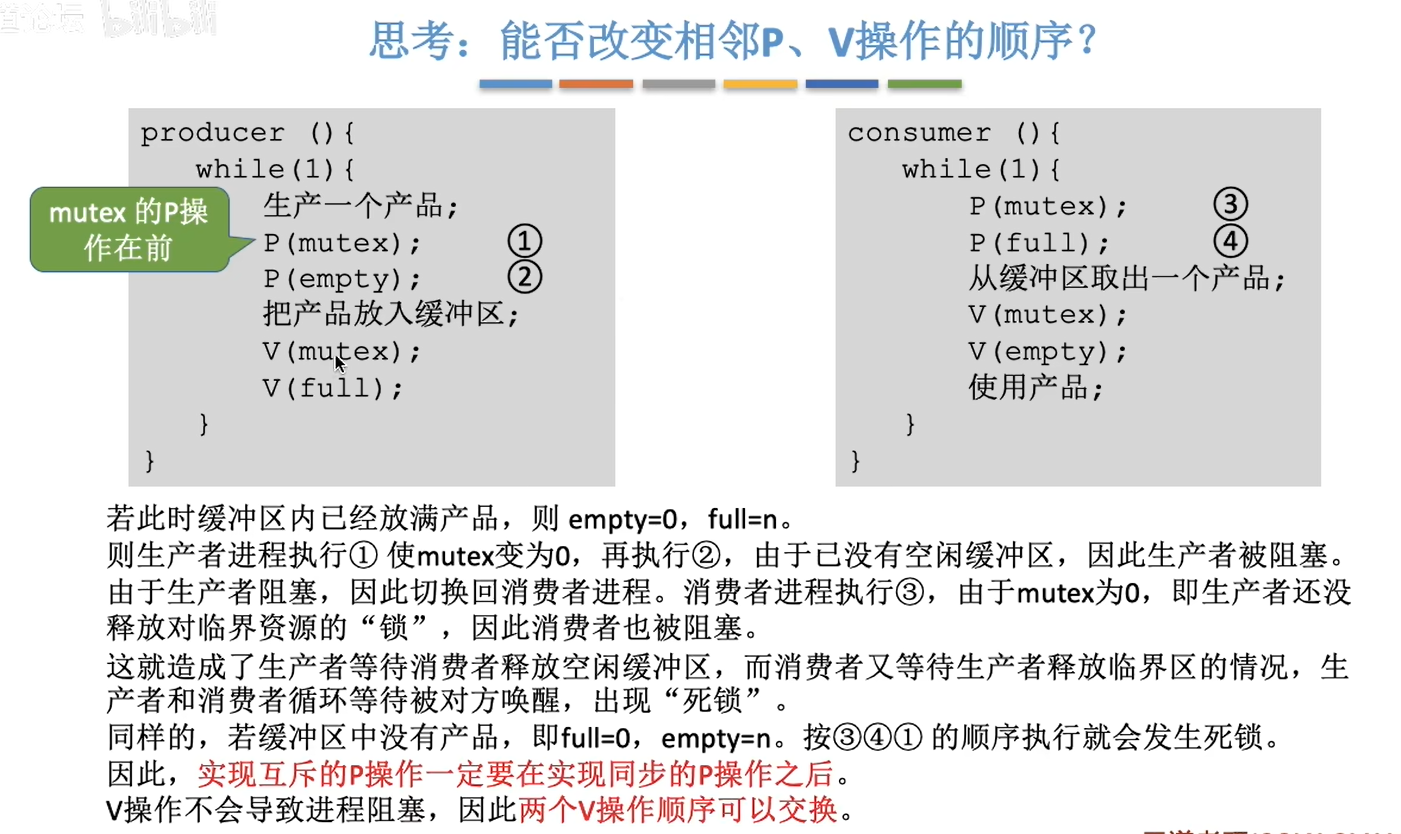 思考：能否改变相邻P、V操作的顺序？
producer (){
while(1){
生产一个产品;
P(mutex); ①
P(empty); ②
把产品放入缓冲区;
V(mutex);
V(full);
}
}
mutex 的P操
作在前
consumer (){
while(1){
P(mutex); ③
P(full); ④
从缓冲区取出一个产品;
V(mutex);
V(empty);
使用产品;
}
}
若此时缓冲区内已经放满产品，则 empty=0，full=n。
则生产者进程执行① 使mutex变为0，再执行②，由于已没有空闲缓冲区，因此生产者被阻塞。
由于生产者阻塞，因此切换回消费者进程。消费者进程执行③，由于mutex为0，即生产者还没
释放对临界资源的“锁”，因此消费者也被阻塞。
这就造成了生产者等待消费者释放空闲缓冲区，而消费者又等待生产者释放临界区的情况，生
产者和消费者循环等待被对方唤醒，出现“死锁”。
同样的，若缓冲区中没有产品，即full=0，empty=n。按③④① 的顺序执行就会发生死锁。
因此，实现互斥的P操作一定要在实现同步的P操作之后。
V操作不会导致进程阻塞，因此两个V操作顺序可以交换。